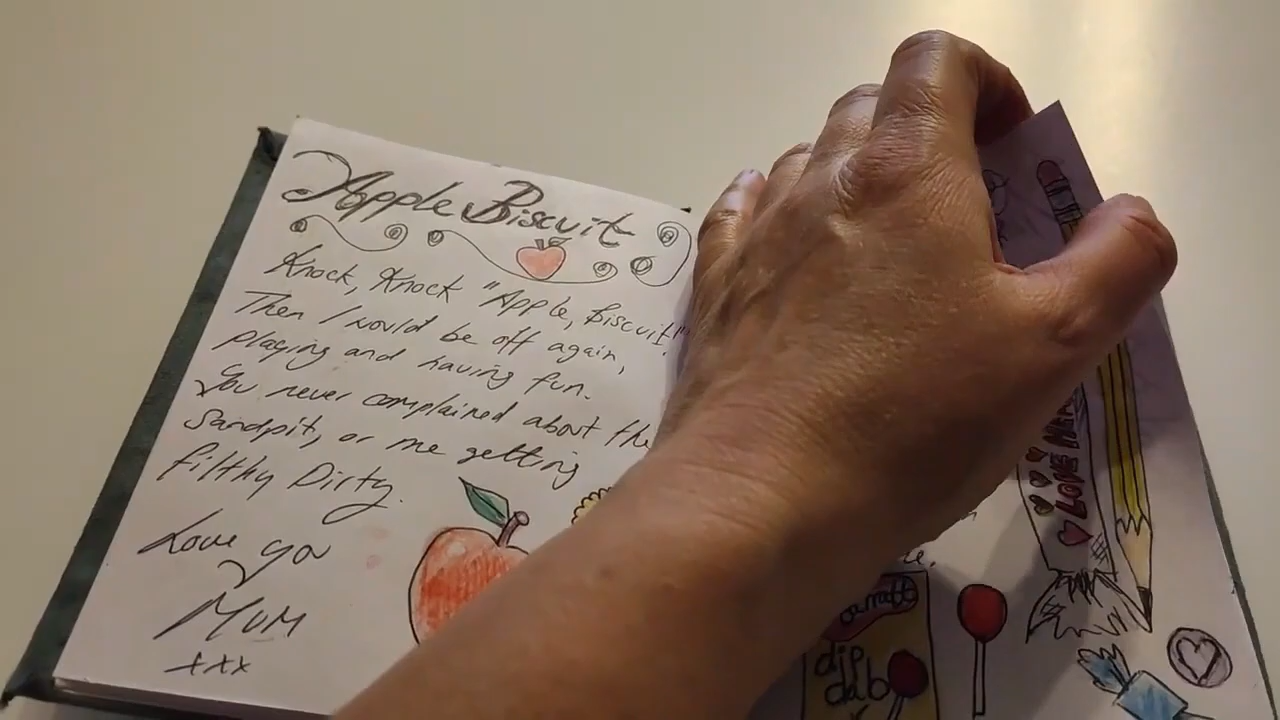 Apple Biscuit
Knock, Knock "Apple, Biscuit!"
Then I would be off again,
playing and having fun.
You never complained about the
Sandpit, or me getting
filthy Dirty.
Love you
Mum
xxx
LOVE HEA
dip
dab